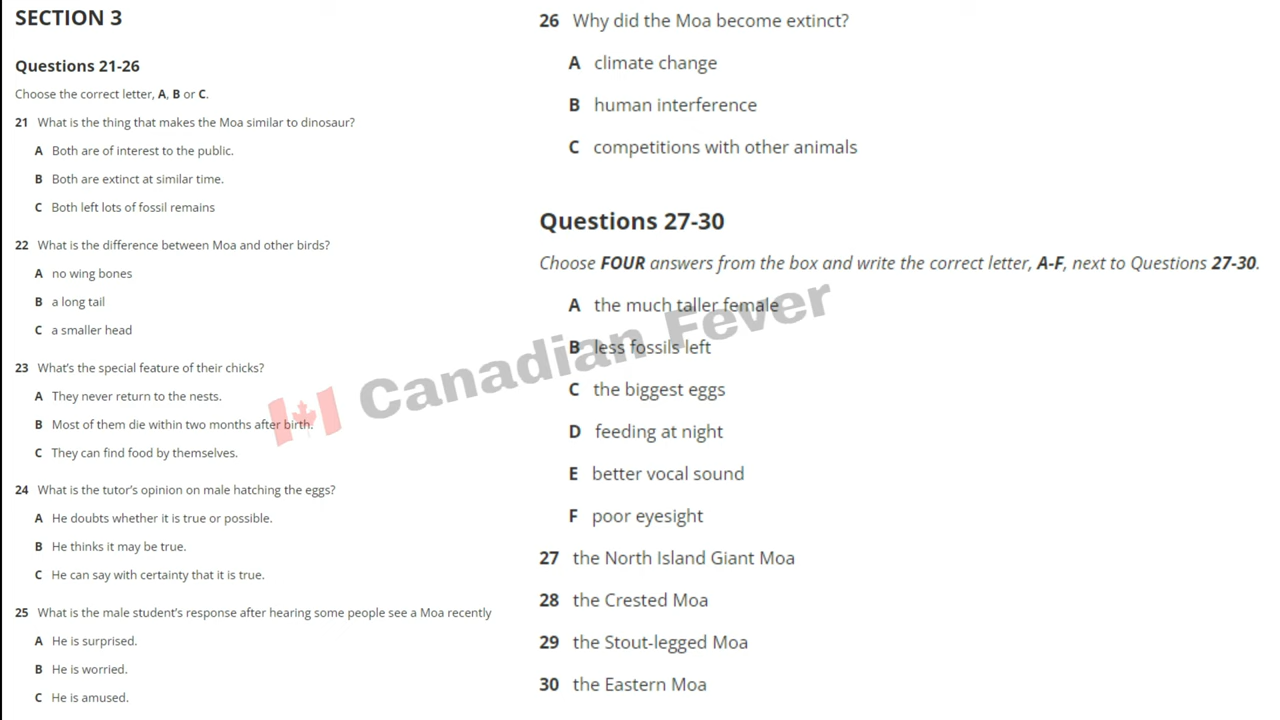 SECTION 3
Questions 21-26
Choose the correct letter, A, B or C.
21 What is the thing that makes the Moa similar to dinosaur?
A Both are of interest to the public.
B Both are extinct at similar time.
C Both left lots of fossil remains
22 What is the difference between Moa and other birds?
A no wing bones
B a long tail
C a smaller head
23 What's the special feature of their chicks?
A They never return to the nests.
B Most of them die within two months after birth.
C They can find food by themselves.
24 What is the tutor's opinion on male hatching the eggs?
A He doubts whether it is true or possible.
B He thinks it may be true.
C He can say with certainty that it is true.
25 What is the male student's response after hearing some people see a Moa recently
A He is surprised.
B He is worried.
C He is amused.
26 Why did the Moa become extinct?
A climate change
B human interference
C competitions with other animals
Questions 27-30
Choose FOUR answers from the box and write the correct letter, A-F, next to Questions 27-30.
A the much taller female
B less fossils left
C the biggest eggs
D feeding at night
E better vocal sound
F poor eyesight
27 the North Island Giant Moa
28 the Crested Moa
29 the Stout-legged Moa
30 the Eastern Moa
Canadian Fever